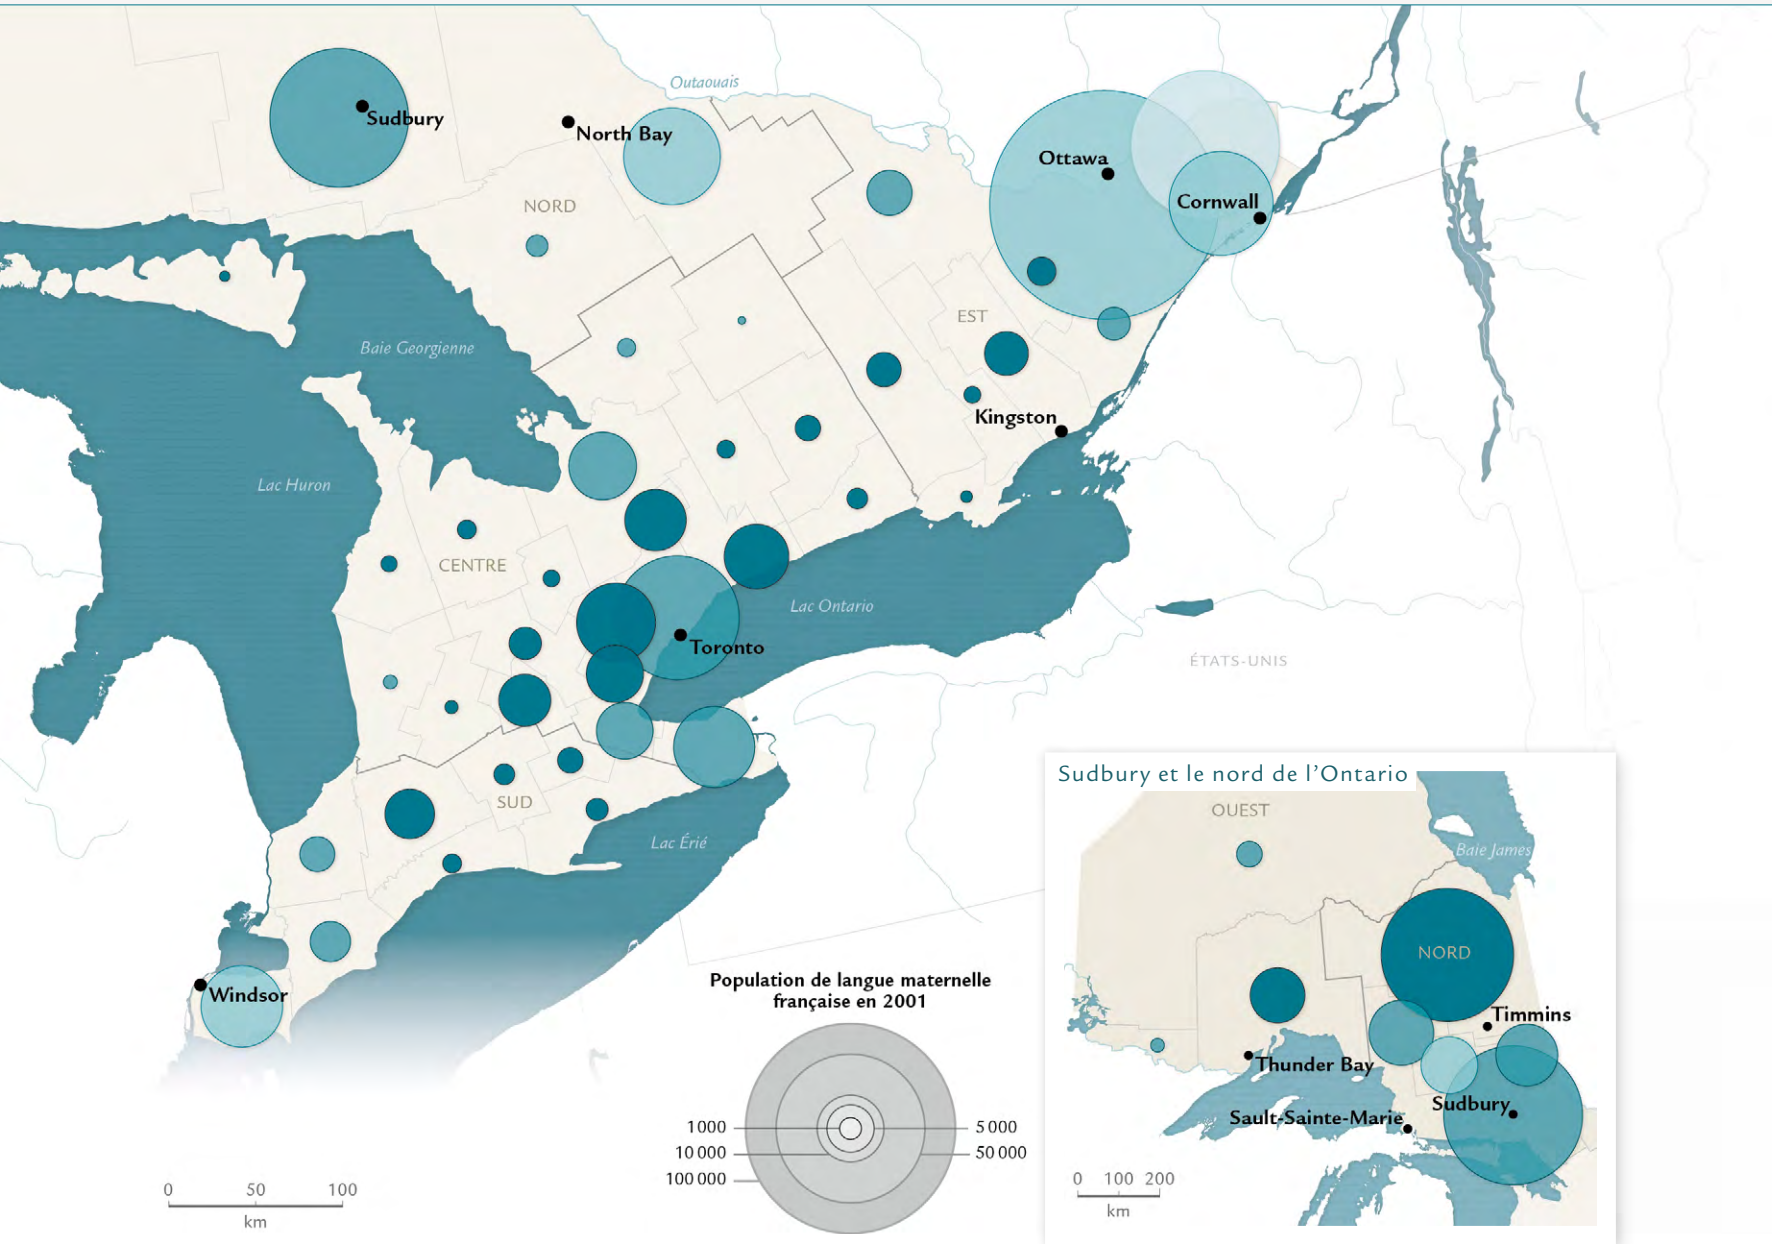 Outaouais
Sudbury
North Bay
Ottawa
Cornwall
NORD
EST
Baie Georgienne
Kingston
Lac Huron
CENTRE
Lac Ontario
Toronto
ÉTATS-UNIS
SUD
Lac Érié
Windsor
Population de langue maternelle
française en 2001
1000
5 000
10 000
50 000
100 000
0 50 100
km
Sudbury et le nord de l'Ontario
OUEST
Baie James
NORD
Timmins
Thunder Bay
Sudbury
Sault-Sainte-Marie
0 100 200
km